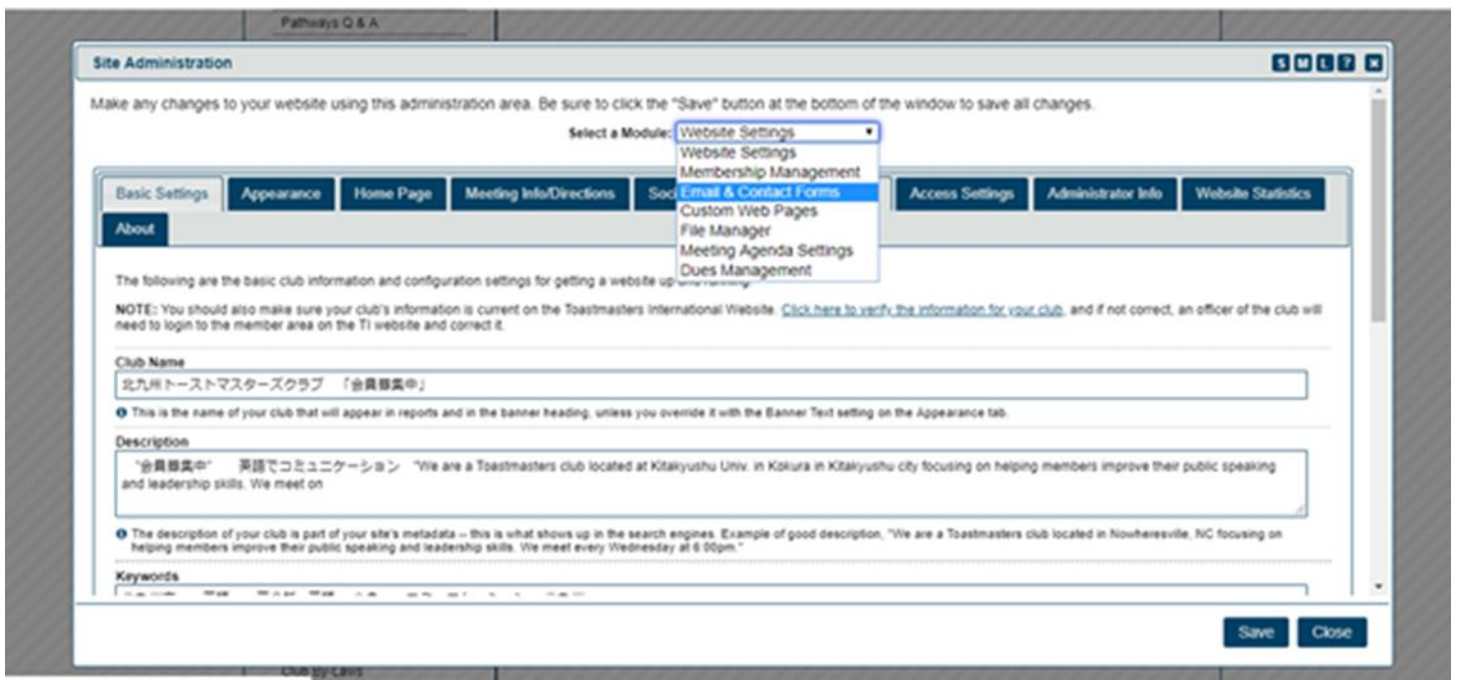 Pathways Q & A
Site Administration
S M L ? X
Make any changes to your website using this administration area. Be sure to click the "Save" button at the bottom of the window to save all changes.
Select a Module: Website Settings
Website Settings
Membership Management
Email & Contact Forms
Custom Web Pages
File Manager
Meeting Agenda Settings
Dues Management
Basic Settings Appearance Home Page Meeting Info/Directions Soci Access Settings Administrator Info Website Statistics
About
The following are the basic club information and configuration settings for getting a website up and running.
NOTE: You should also make sure your club's information is current on the Toastmasters International Website. Click here to verify the information for your club, and if not correct, an officer of the club will
need to login to the member area on the TI website and correct it.
Club Name
北九州トーストマスターズクラブ 「会員募集中」
This is the name of your club that will appear in reports and in the banner heading, unless you override it with the Banner Text setting on the Appearance tab.
Description
"会員募集中" 英語でコミュニケーション "We are a Toastmasters club located at Kitakyushu Univ. in Kokura in Kitakyushu city focusing on helping members improve their public speaking
and leadership skills. We meet on
The description of your club is part of your site's metadata -- this is what shows up in the search engines. Example of good description, "We are a Toastmasters club located in Nowheresville, NC focusing on
helping members improve their public speaking and leadership skills. We meet every Wednesday at 6:00pm."
Keywords
Save Close
Club By-Laws